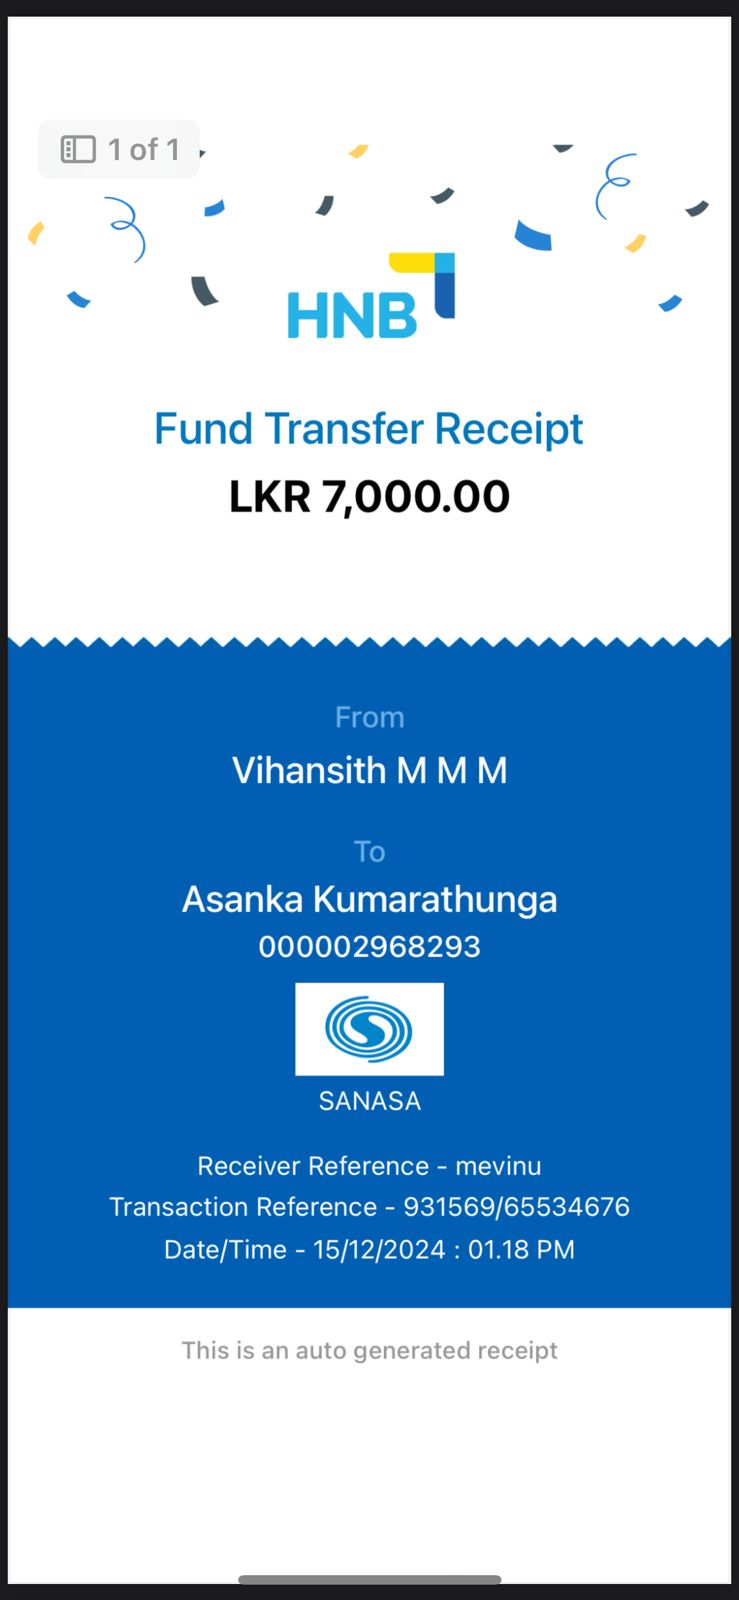 1 of 1
HNB
Fund Transfer Receipt
LKR 7,000.00
From
Vihansith M M M
To
Asanka Kumarathunga
000002968293
SANASA
Receiver Reference - mevinu
Transaction Reference - 931569/65534676
Date/Time - 15/12/2024 : 01.18 PM
This is an auto generated receipt